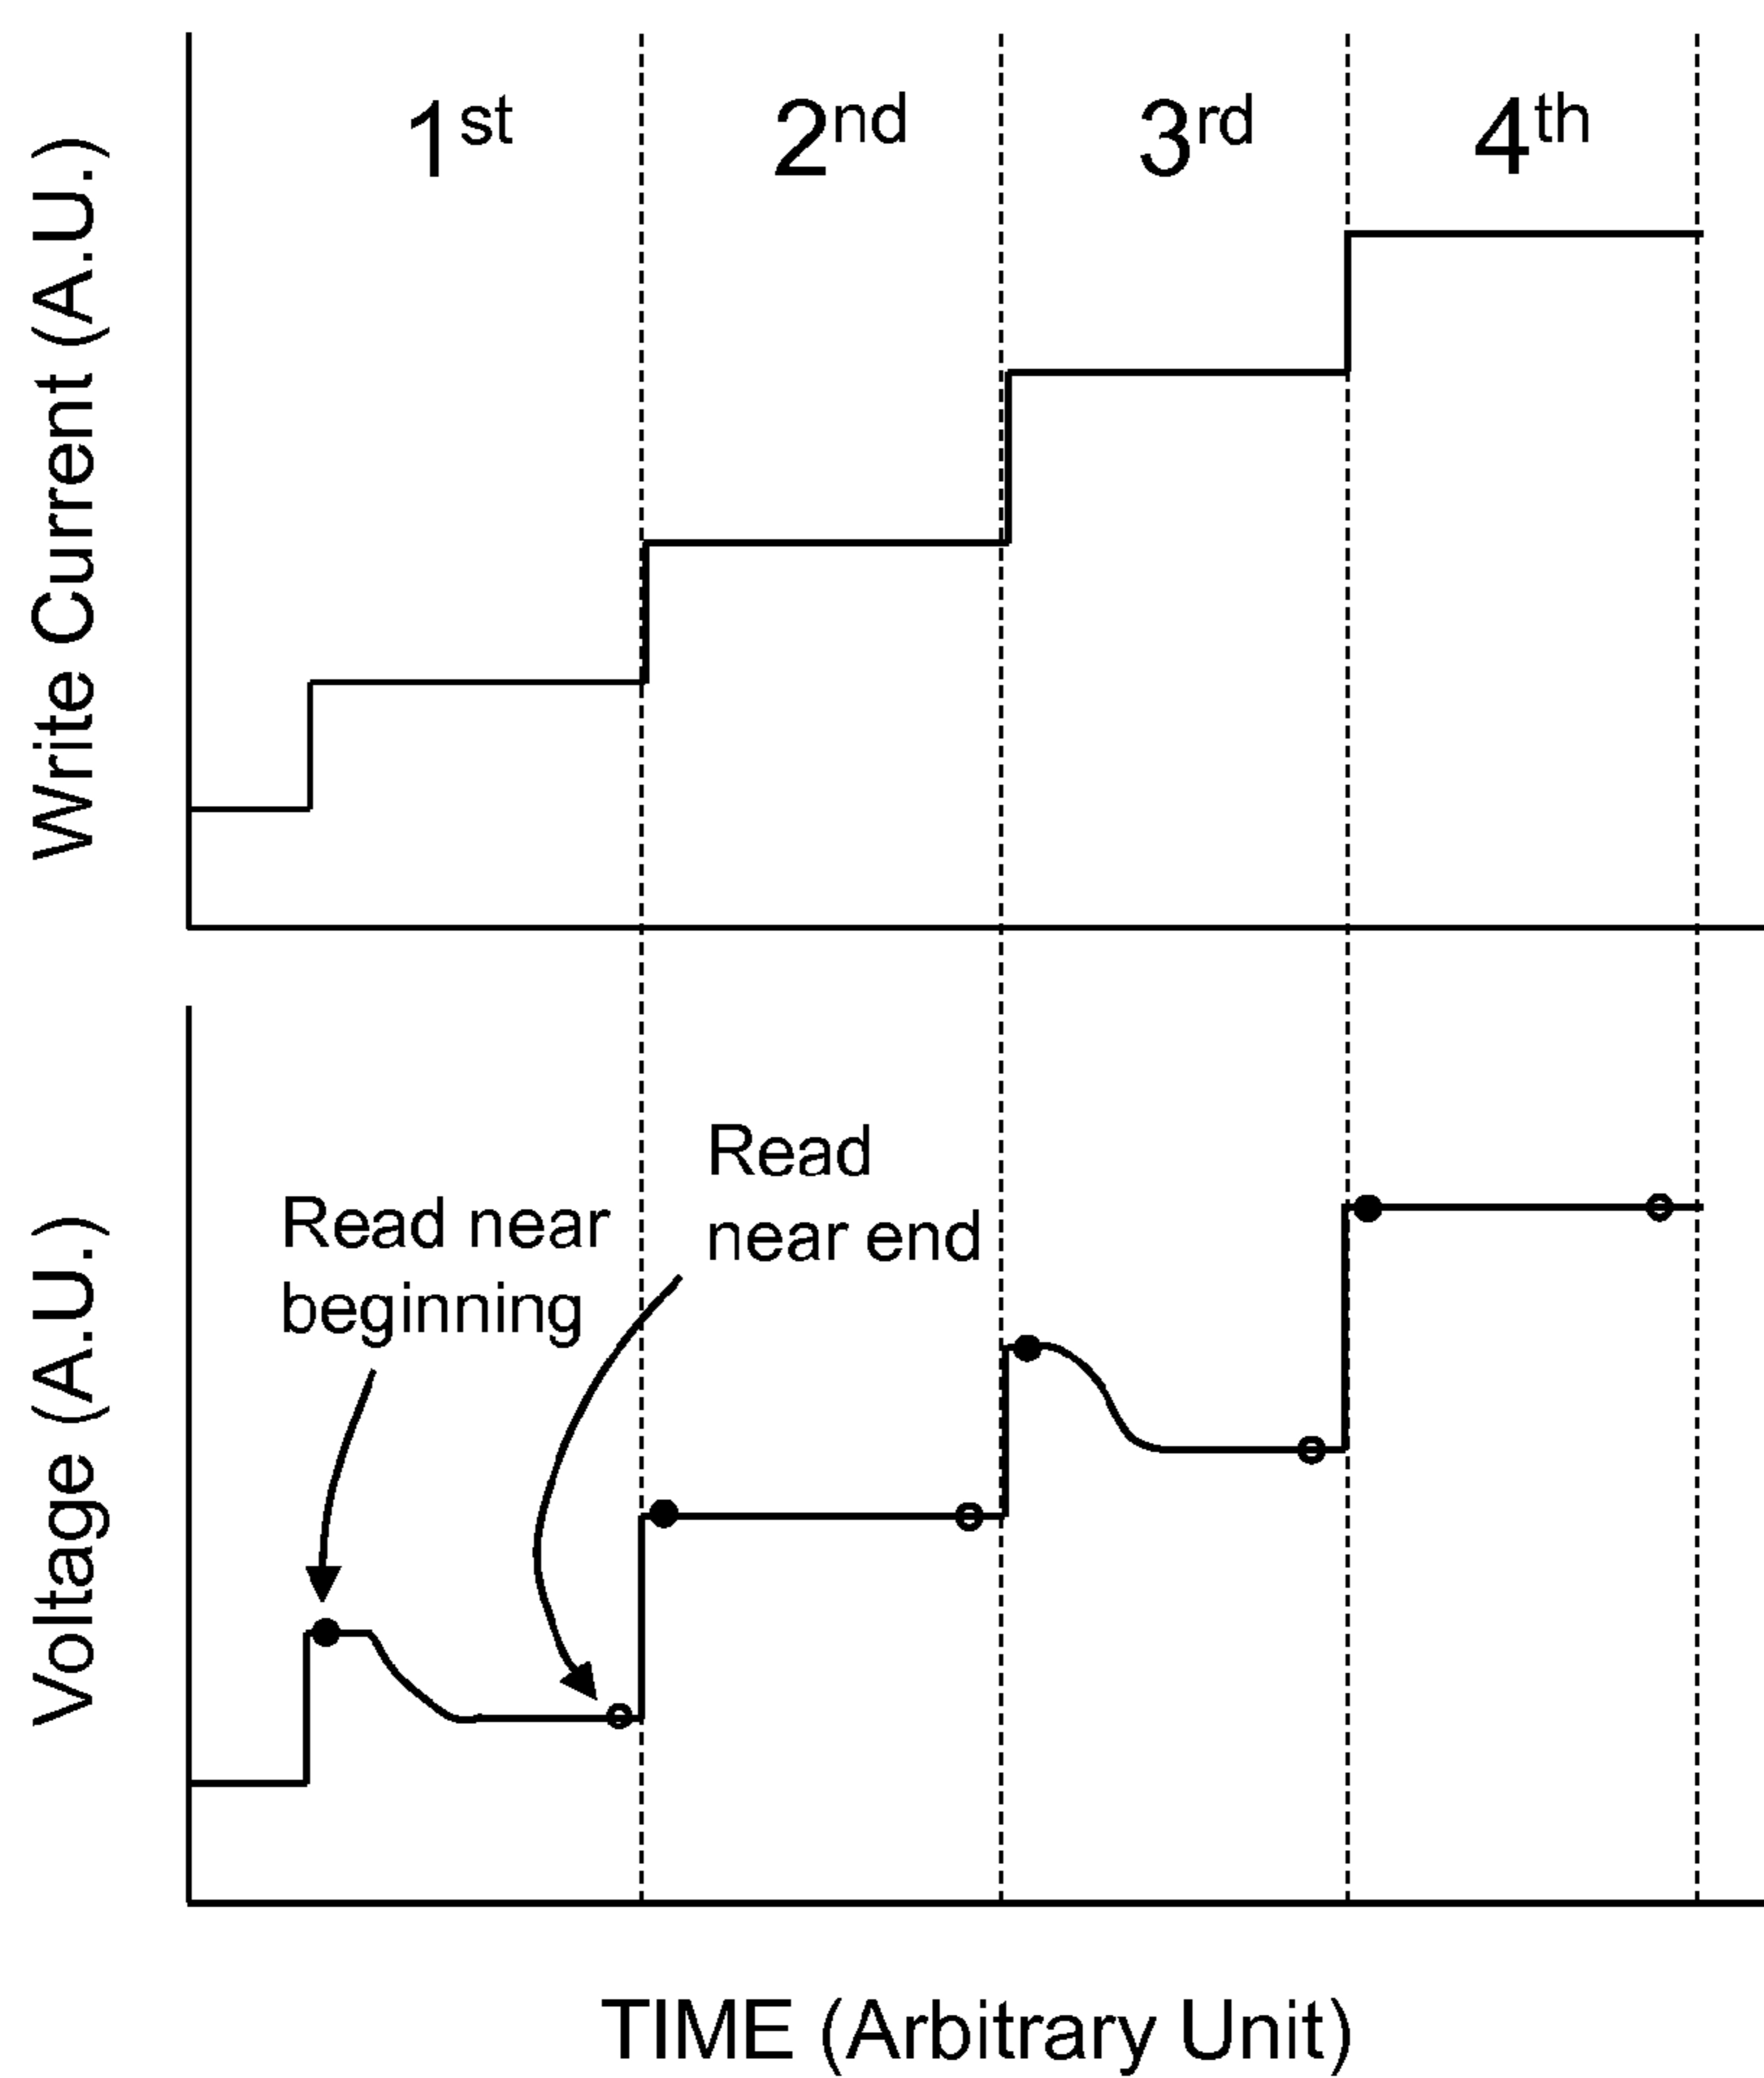 Write Current (A.U.)
1st
2nd
3rd
4th
Voltage (A.U.)
Read near
beginning
Read
near end
TIME (Arbitrary Unit)